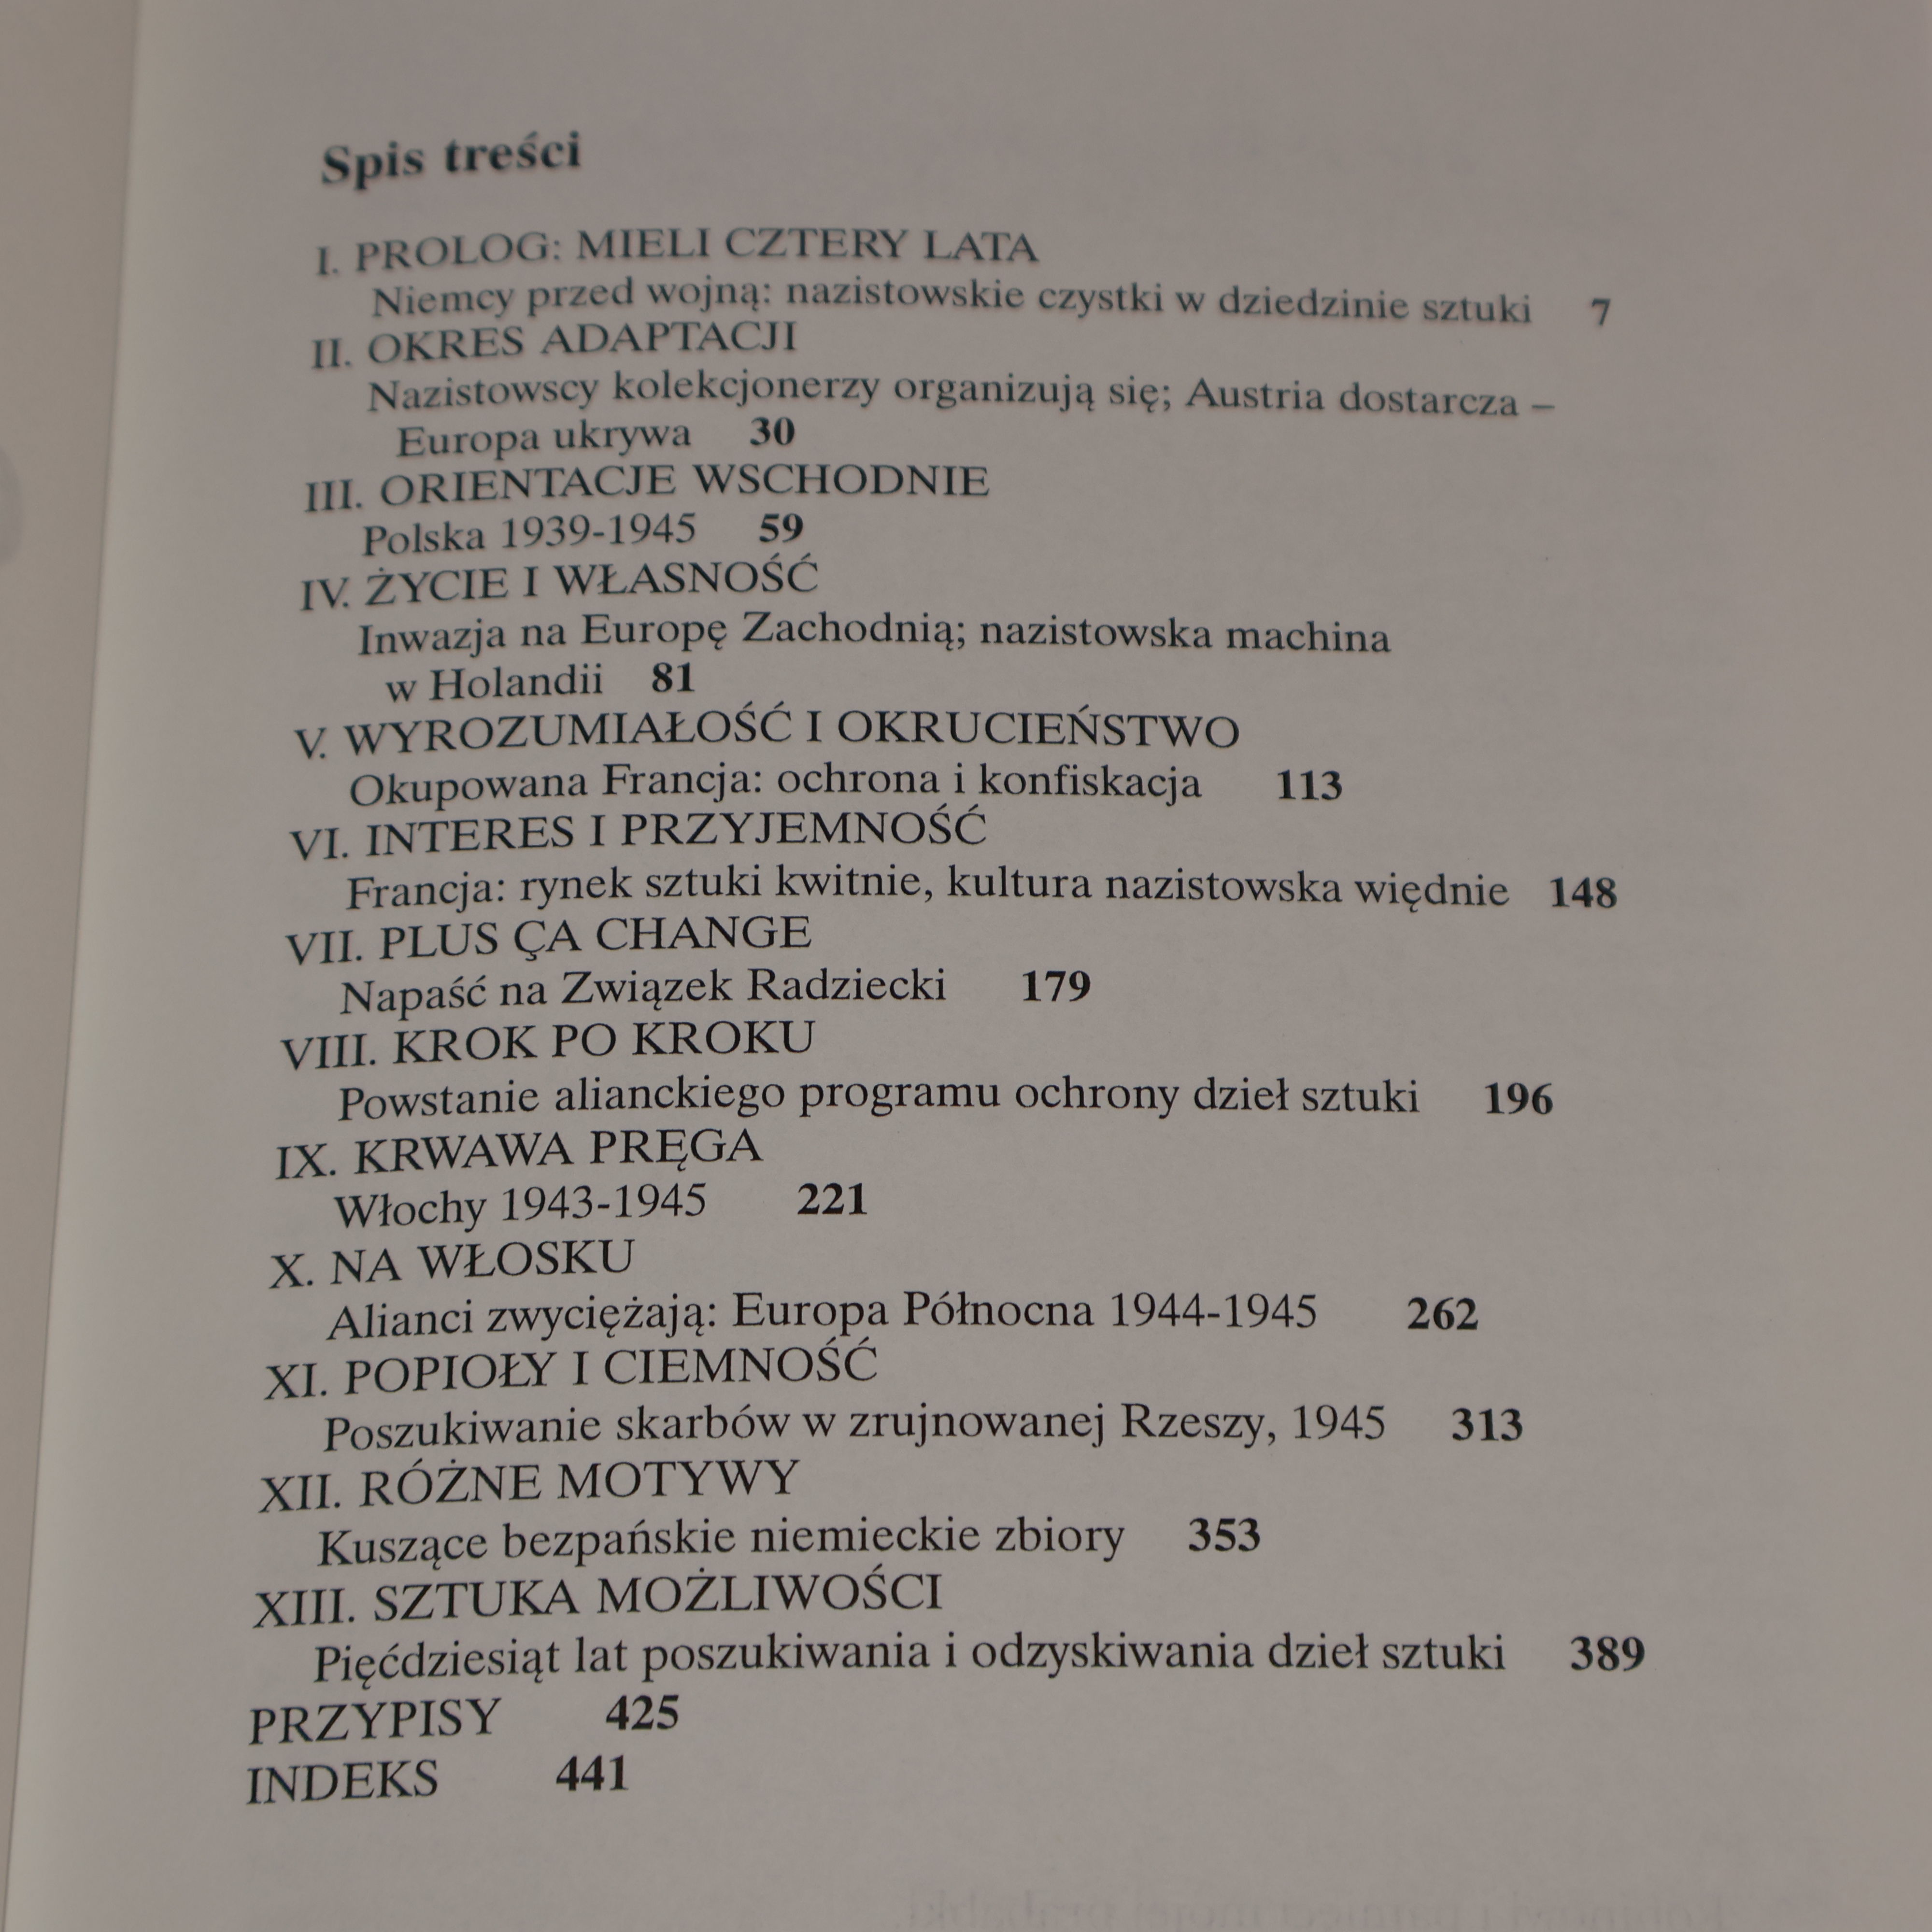 Spis treści
I. PROLOG: MIELI CZTERY LATA
Niemcy przed wojną: nazistowskie czystki w dziedzinie sztuki 7
II. OKRES ADAPTACJI
Nazistowscy kolekcjonerzy organizują się; Austria dostarcza –
Europa ukrywa 30
III. ORIENTACJE WSCHODNIE
Polska 1939-1945 59
IV. ŻYCIE I WŁASNOŚĆ
Inwazja na Europę Zachodnią; nazistowska machina
w Holandii 81
V. WYROZUMIAŁOŚĆ I OKRUCIEŃSTWO
Okupowana Francja: ochrona i konfiskacja 113
VI. INTERES I PRZYJEMNOŚĆ
Francja: rynek sztuki kwitnie, kultura nazistowska więdnie 148
VII. PLUS ÇA CHANGE
Napaść na Związek Radziecki 179
VIII. KROK PO KROKU
Powstanie alianckiego programu ochrony dzieł sztuki 196
IX. KRWAWA PRĘGA
Włochy 1943-1945 221
X. NA WŁOSKU
Alianci zwyciężają: Europa Północna 1944-1945 262
XI. POPIOŁY I CIEMNOŚĆ
Poszukiwanie skarbów w zrujnowanej Rzeszy, 1945 313
XII. RÓŻNE MOTYWY
Kuszące bezpańskie niemieckie zbiory 353
XIII. SZTUKA MOŻLIWOŚCI
Pięćdziesiąt lat poszukiwania i odzyskiwania dzieł sztuki 389
PRZYPISY 425
INDEKS 441